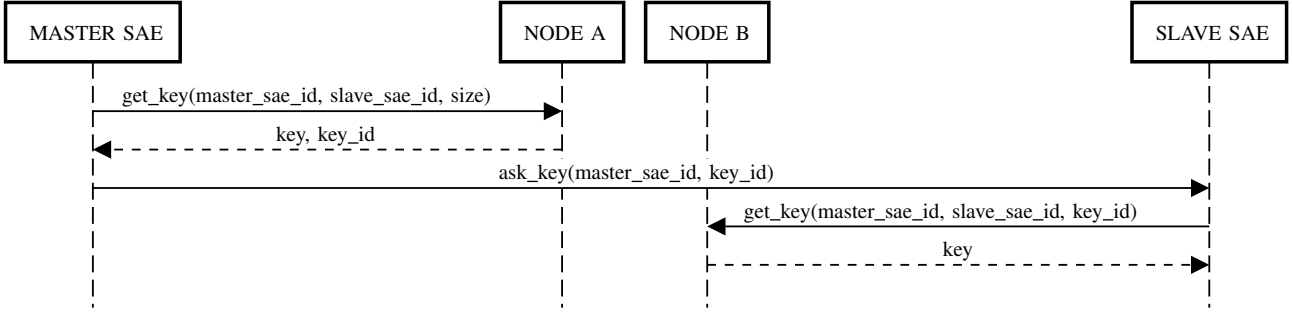 MASTER SAE
NODE A
NODE B
SLAVE SAE
get_key(master_sae_id, slave_sae_id, size)
key, key_id
ask_key(master_sae_id, key_id)
get_key(master_sae_id, slave_sae_id, key_id)
key